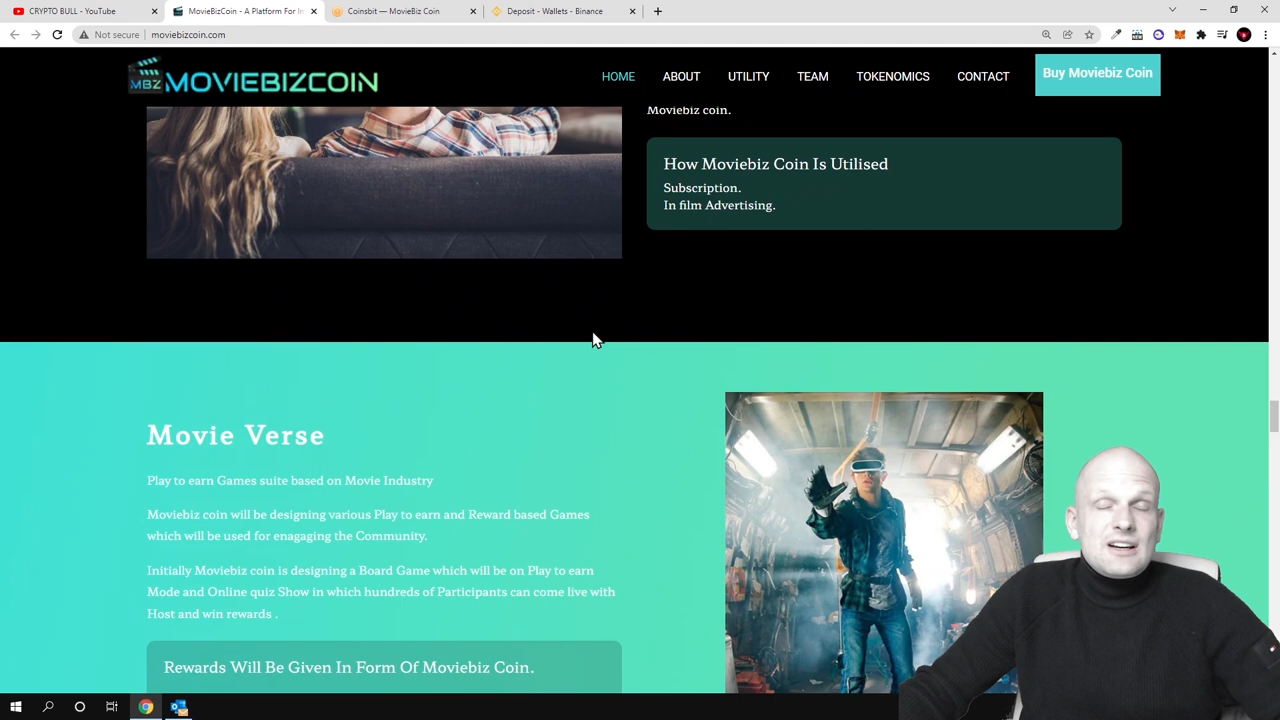 CRYPTO BULL - YouTube
MovieBizCoin - A Platform For In
Coinsbit — MovieBiz Coin
Deposit - Wallets - Binance
Not secure
moviebizcoin.com
MBZ MOVIEBIZCOIN
HOME
ABOUT
UTILITY
TEAM
TOKENOMICS
CONTACT
Buy Moviebiz Coin
Moviebiz coin.
How Moviebiz Coin Is Utilised
Subscription.
In film Advertising.
Movie Verse
Play to earn Games suite based on Movie Industry
Moviebiz coin will be designing various Play to earn and Reward based Games
which will be used for enagaging the Community.
Initially Moviebiz coin is designing a Board Game which will be on Play to earn
Mode and Online quiz Show in which hundreds of Participants can come live with
Host and win rewards .
Rewards Will Be Given In Form Of Moviebiz Coin.